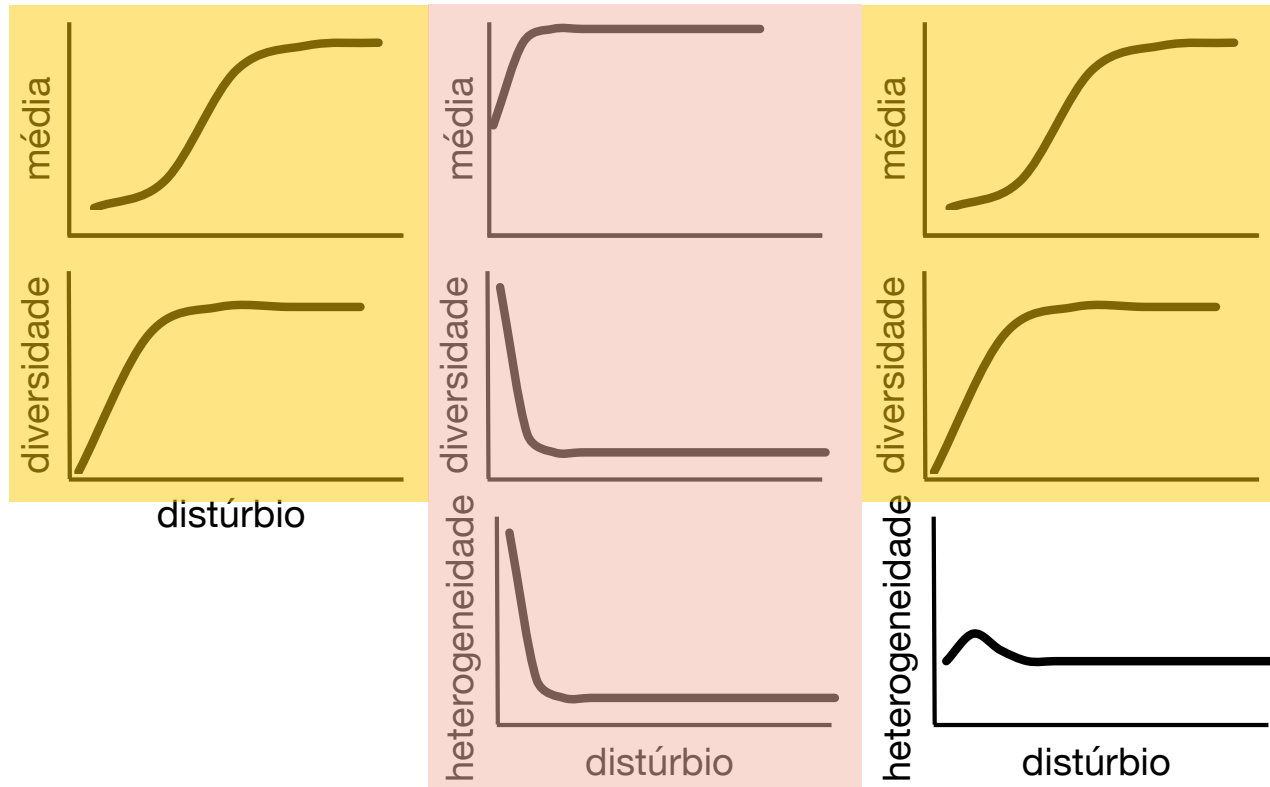 média
média
média
diversidade
diversidade
diversidade
distúrbio
heterogeneidade
heterogeneidade
distúrbio
distúrbio